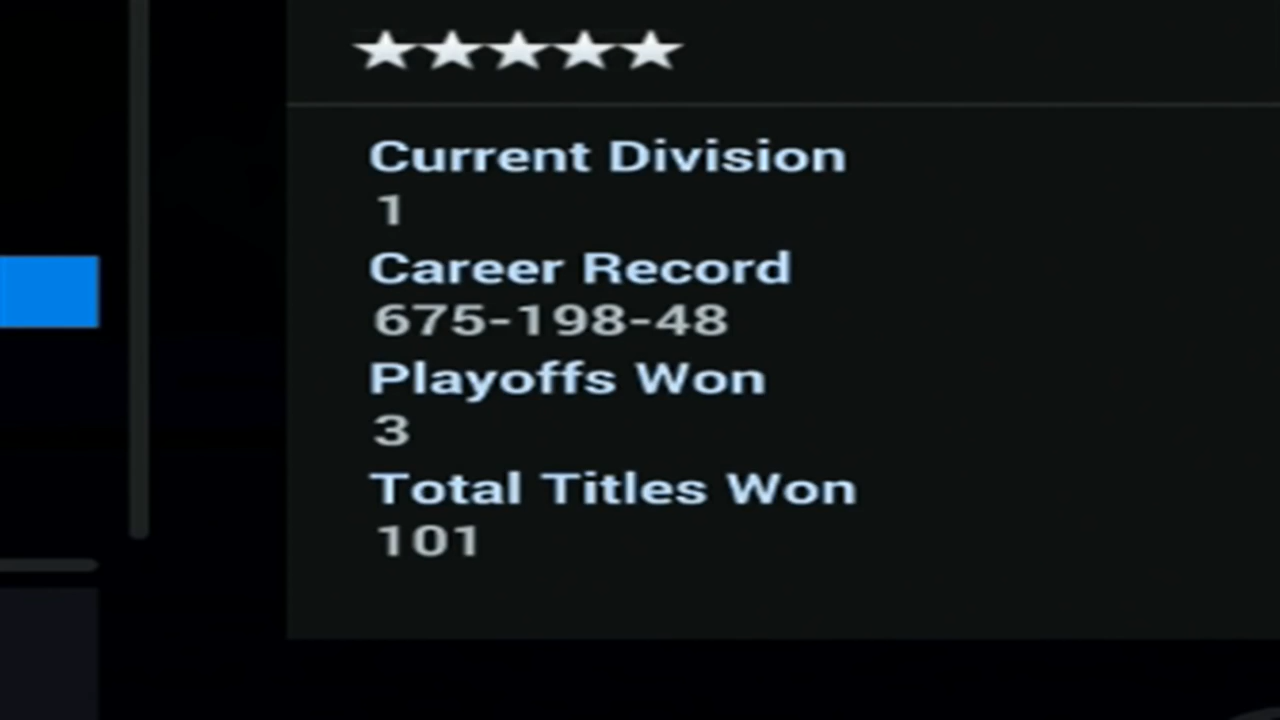 Current Division
1
Career Record
675-198-48
Playoffs Won
3
Total Titles Won
101